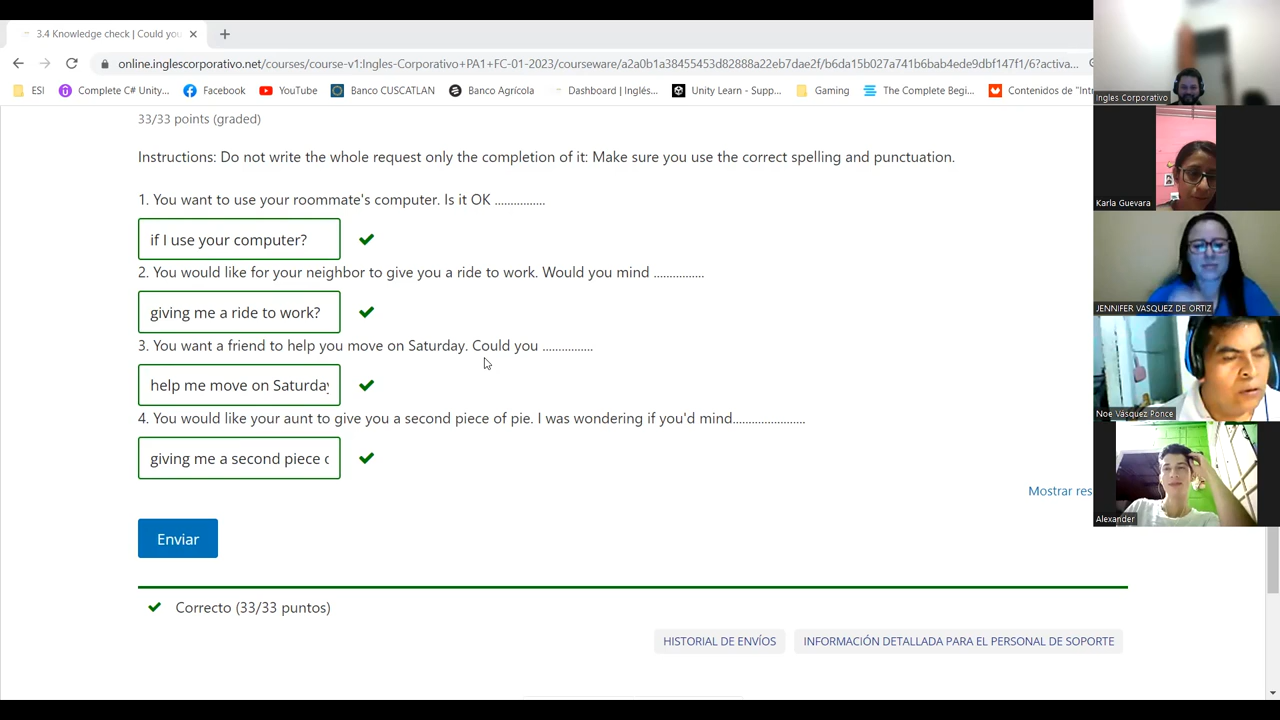 3.4 Knowledge check | Could you
online.inglescorporativo.net/courses/course-v1:Ingles-Corporativo+PA1+FC-01-2023/courseware/a2a0b1a38455453d82888a22eb7dae2f/b6da15b027a741b6bab4ede9dbf147f1/6?activa...
ESI Complete C# Unity... Facebook YouTube Banco CUSCATLAN Banco Agrícola Dashboard | Inglés... Unity Learn - Supp... Gaming The Complete Begi... Contenidos de "Int
33/33 points (graded)
Instructions: Do not write the whole request only the completion of it: Make sure you use the correct spelling and punctuation.
1. You want to use your roommate's computer. Is it OK ................
if I use your computer?
2. You would like for your neighbor to give you a ride to work. Would you mind ................
giving me a ride to work?
3. You want a friend to help you move on Saturday. Could you ................
help me move on Saturday
4. You would like your aunt to give you a second piece of pie. I was wondering if you'd mind.......................
giving me a second piece
Mostrar res
Enviar
Correcto (33/33 puntos)
HISTORIAL DE ENVÍOS INFORMACIÓN DETALLADA PARA EL PERSONAL DE SOPORTE
Ingles Corporativo
Karla Guevara
JENNIFER VASQUEZ DE ORTIZ
Noe Vásquez Ponce
Alexander